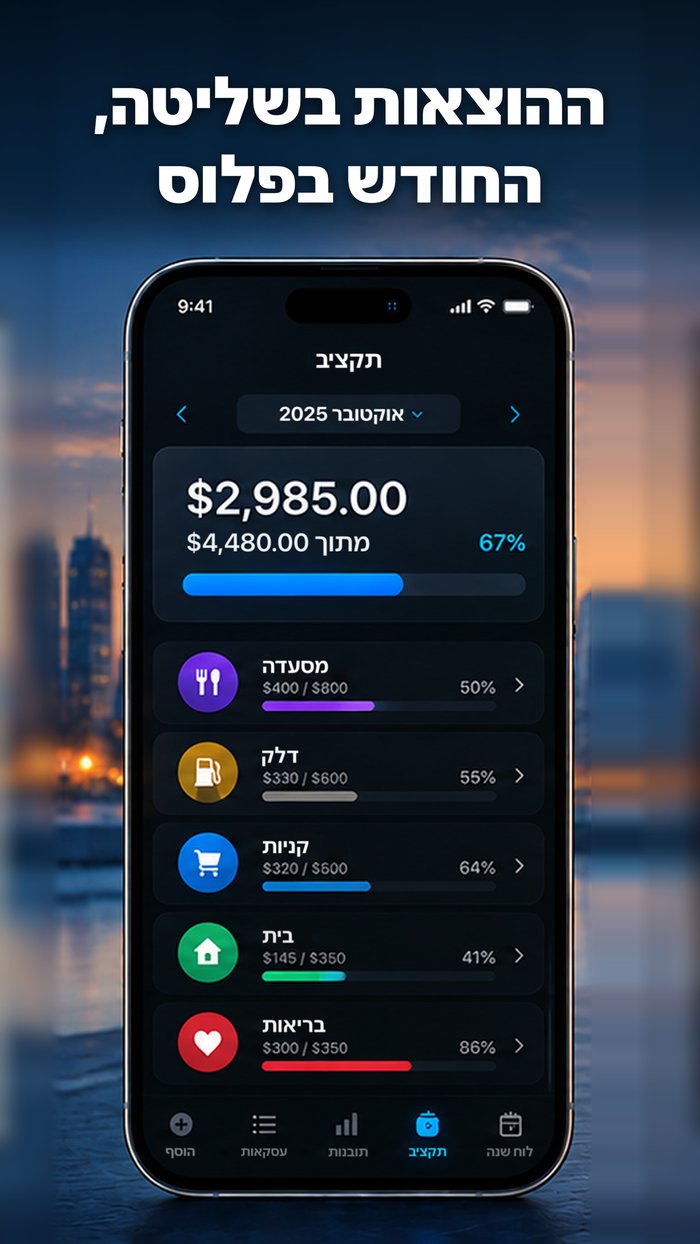 ההוצאות בשליטה,
החודש בפלוס
9:41
תקציב
אוקטובר 2025
$2,985.00
מתוך $4,480.00
67%
מסעדה
$400 / $800
50%
דלק
$330 / $600
55%
קניות
$320 / $500
64%
בית
$145 / $350
41%
בריאות
$300 / $350
86%
הוסף
עסקאות
תובנות
תקציב
לוח שנה